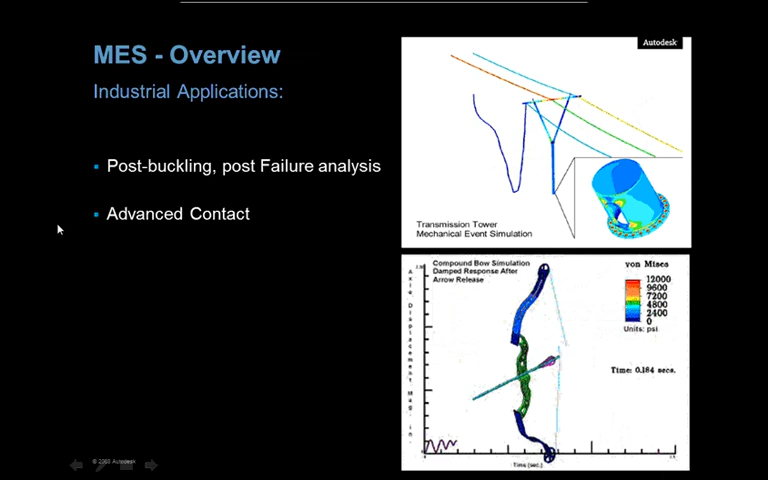 MES - Overview
Industrial Applications:
Post-buckling, post Failure analysis
Advanced Contact
Autodesk
Transmission Tower
Mechanical Event Simulation
Compound Bow Simulation
Damped Response After
Arrow Release
von Mises
12000
9600
7200
4800
2400
0
Units: psi
Time: 0.184 secs.
Time (sec.)